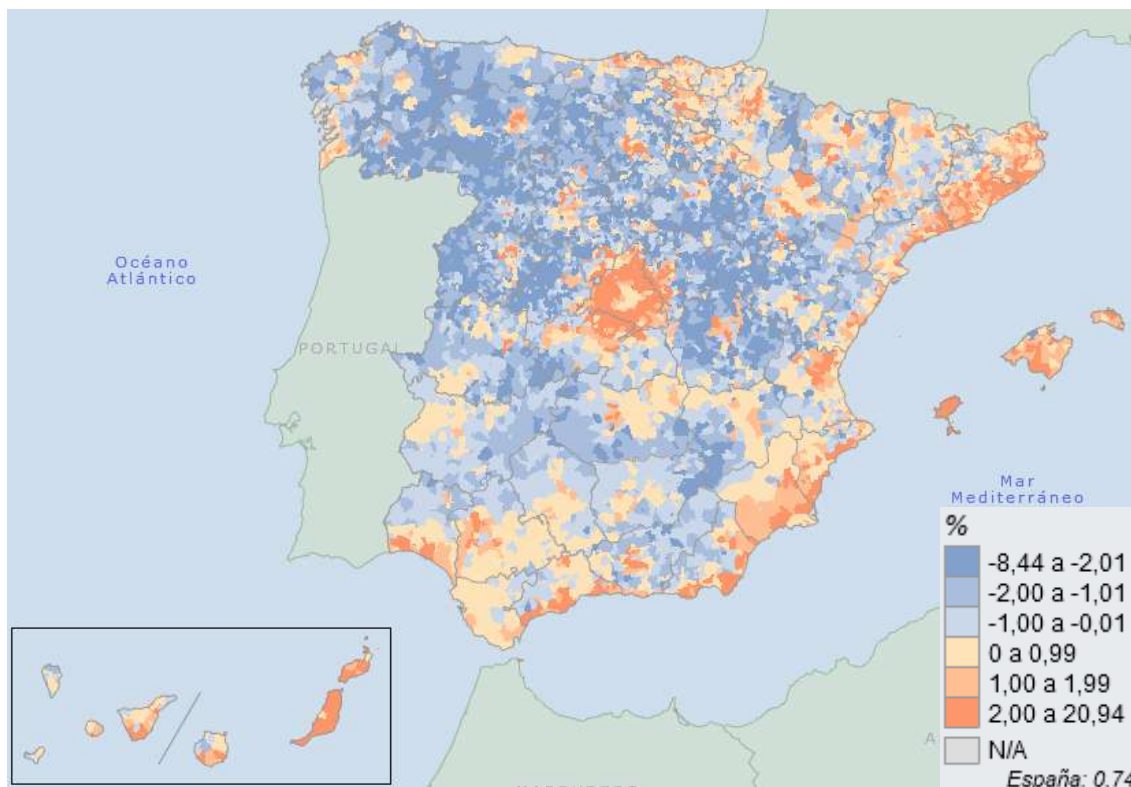 Océano
Atlántico
PORTUGAL
Mar
Mediterráneo
%
-8,44 a -2,01
-2,00 a -1,01
-1,00 a -0,01
0 a 0,99
1,00 a 1,99
2,00 a 20,94
N/A
España: 0,74